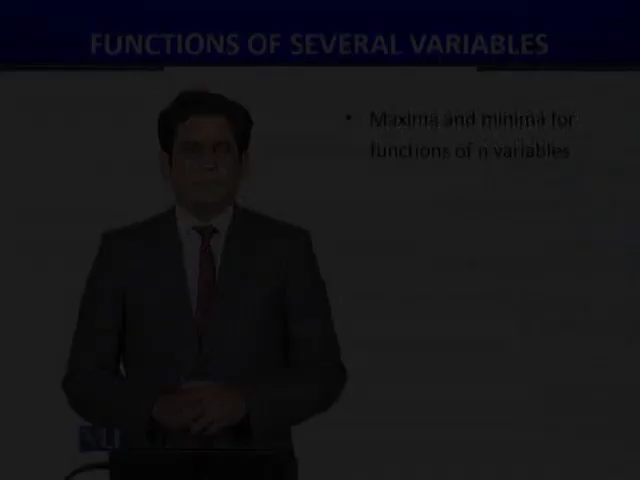 FUNCTIONS OF SEVERAL VARIABLES
• Maxima and minima for
functions of n variables